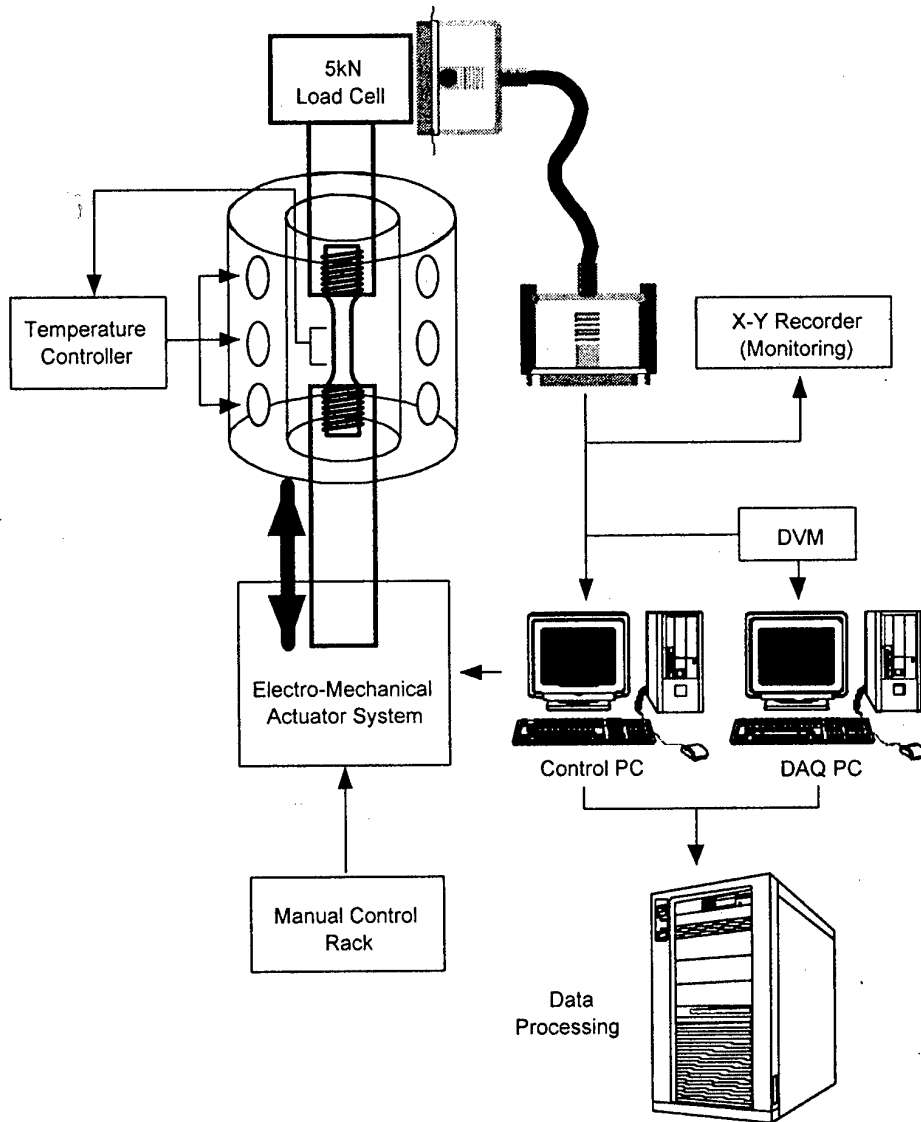 5kN
Load Cell
Temperature
Controller
X-Y Recorder
(Monitoring)
DVM
Electro-Mechanical
Actuator System
Control PC
DAQ PC
Manual Control
Rack
Data
Processing